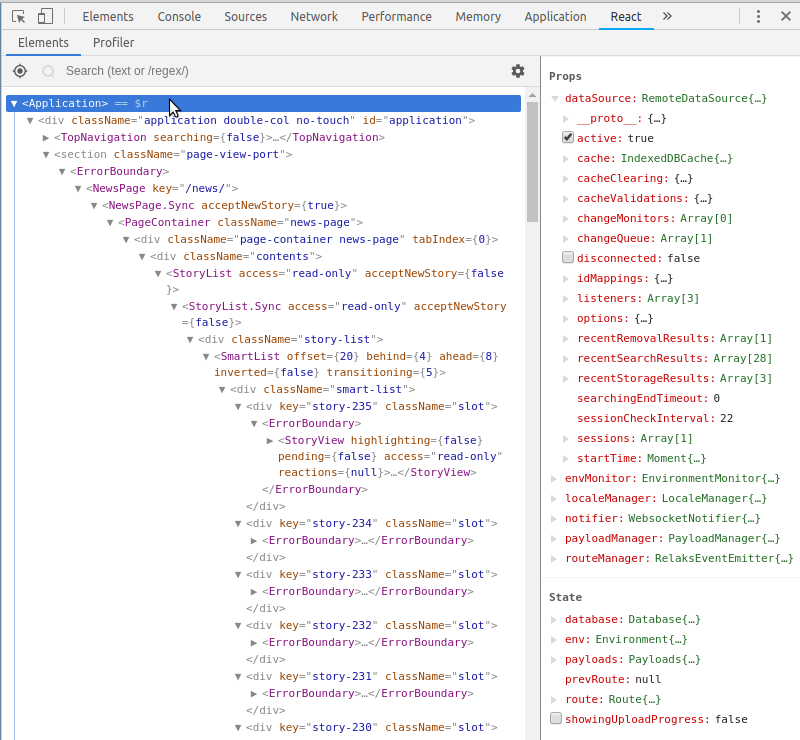 Elements Console Sources Network Performance Memory Application React »
Elements Profiler
Search (text or /regex/)
<Application> == $r
<div className="application double-col no-touch" id="application">
<TopNavigation searching={false}>…</TopNavigation>
<section className="page-view-port">
<ErrorBoundary>
<NewsPage key="/news/">
<NewsPage.Sync acceptNewStory={true}>
<PageContainer className="news-page">
<div className="page-container news-page" tabIndex={0}>
<div className="contents">
<StoryList access="read-only" acceptNewStory={false
}>
<StoryList.Sync access="read-only" acceptNewStory
={false}>
<div className="story-list">
<SmartList offset={20} behind={4} ahead={8}
inverted={false} transitioning={5}>
<div className="smart-list">
<div key="story-235" className="slot">
<ErrorBoundary>
<StoryView highlighting={false}
pending={false} access="read-only"
reactions={null}>…</StoryView>
</ErrorBoundary>
</div>
<div key="story-234" className="slot">
<ErrorBoundary>…</ErrorBoundary>
</div>
<div key="story-233" className="slot">
<ErrorBoundary>…</ErrorBoundary>
</div>
<div key="story-232" className="slot">
<ErrorBoundary>…</ErrorBoundary>
</div>
<div key="story-231" className="slot">
<ErrorBoundary>…</ErrorBoundary>
</div>
<div key="story-230" className="slot">
Props
dataSource: RemoteDataSource{…}
__proto__: {…}
active: true
cache: IndexedDBCache{…}
cacheClearing: {…}
cacheValidations: {…}
changeMonitors: Array[0]
changeQueue: Array[1]
disconnected: false
idMappings: {…}
listeners: Array[3]
options: {…}
recentRemovalResults: Array[1]
recentSearchResults: Array[28]
recentStorageResults: Array[3]
searchingEndTimeout: 0
sessionCheckInterval: 22
sessions: Array[1]
startTime: Moment{…}
envMonitor: EnvironmentMonitor{…}
localeManager: LocaleManager{…}
notifier: WebsocketNotifier{…}
payloadManager: PayloadManager{…}
routeManager: RelaksEventEmitter{…}
State
database: Database{…}
env: Environment{…}
payloads: Payloads{…}
prevRoute: null
route: Route{…}
showingUploadProgress: false